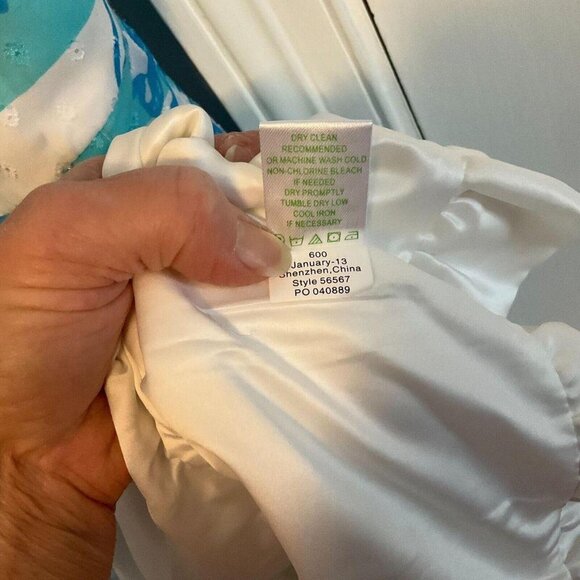 DRY CLEAN
RECOMMENDED
OR MACHINE WASH COLD
NON-CHLORINE BLEACH
IF NEEDED
DRY PROMPTLY
TUMBLE DRY LOW
COOL IRON
IF NECESSARY
600
January-13
Shenzhen,China
Style 56567
PO 040889